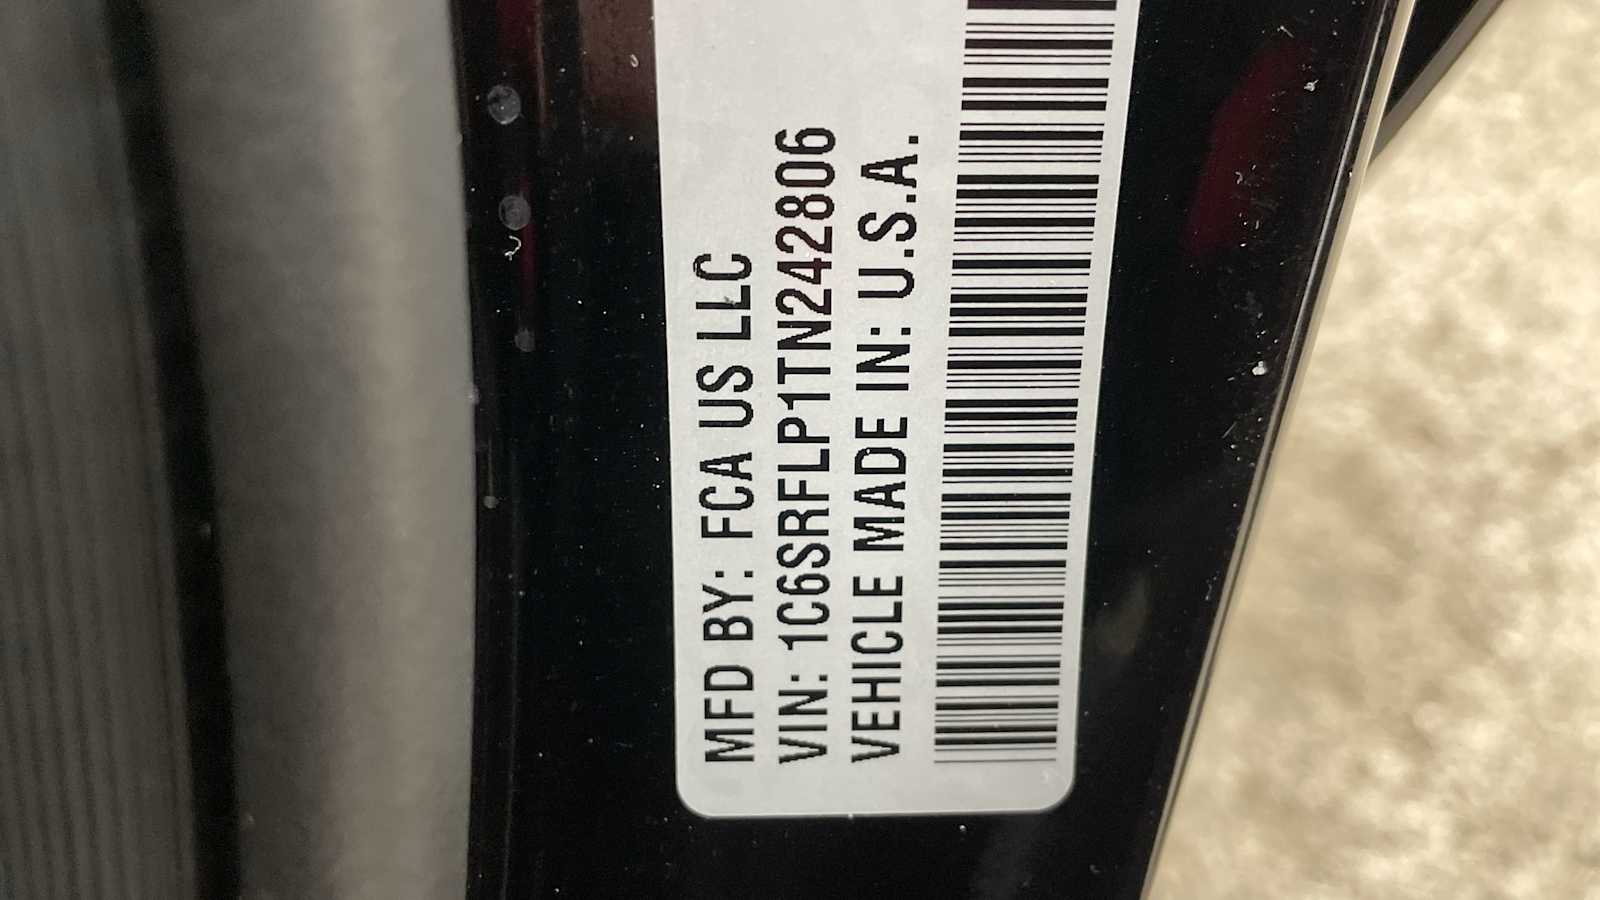 MFD BY: FCA US LLC
VIN: 1C6SRFLP1TN242806
VEHICLE MADE IN: U.S.A.